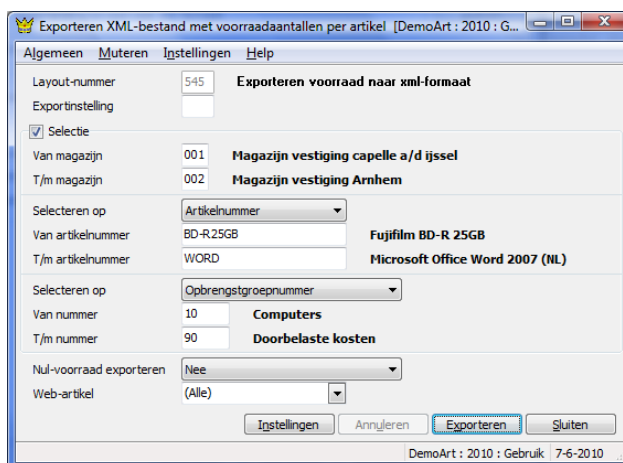 Exporteren XML-bestand met voorraadaantallen per artikel [DemoArt : 2010 : G...
Algemeen Muteren Instellingen Help
Layout-nummer 545 Exporteren voorraad naar xml-formaat
Exportinstelling
Selectie
Van magazijn 001 Magazijn vestiging capelle a/d ijssel
T/m magazijn 002 Magazijn vestiging Arnhem
Selecteren op Artikelnummer
Van artikelnummer BD-R25GB Fujifilm BD-R 25GB
T/m artikelnummer WORD Microsoft Office Word 2007 (NL)
Selecteren op Opbrengstgroepnummer
Van nummer 10 Computers
T/m nummer 90 Doorbelaste kosten
Nul-voorraad exporteren Nee
Web-artikel (Alle)
Instellingen Annuleren Exporteren Sluiten
DemoArt : 2010 : Gebruik 7-6-2010